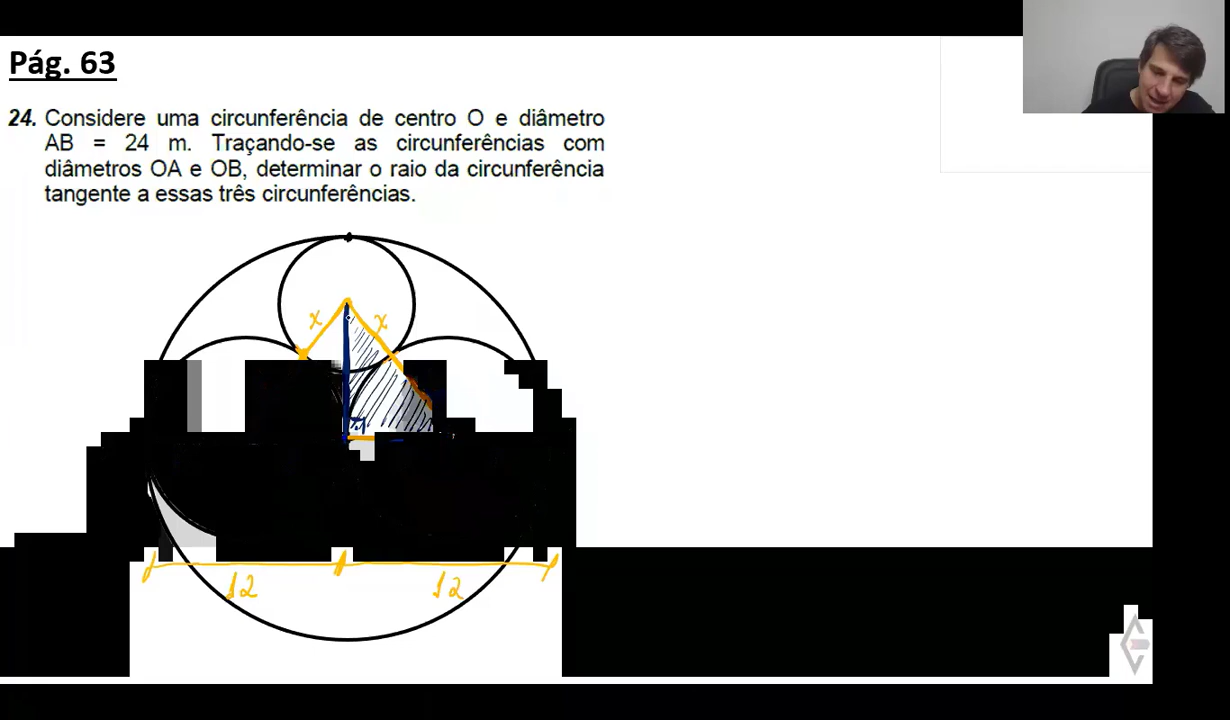 Pág. 63
24. Considere uma circunferência de centro O e diâmetro
AB = 24 m. Traçando-se as circunferências com
diâmetros OA e OB, determinar o raio da circunferência
tangente a essas três circunferências.
x x
12 12